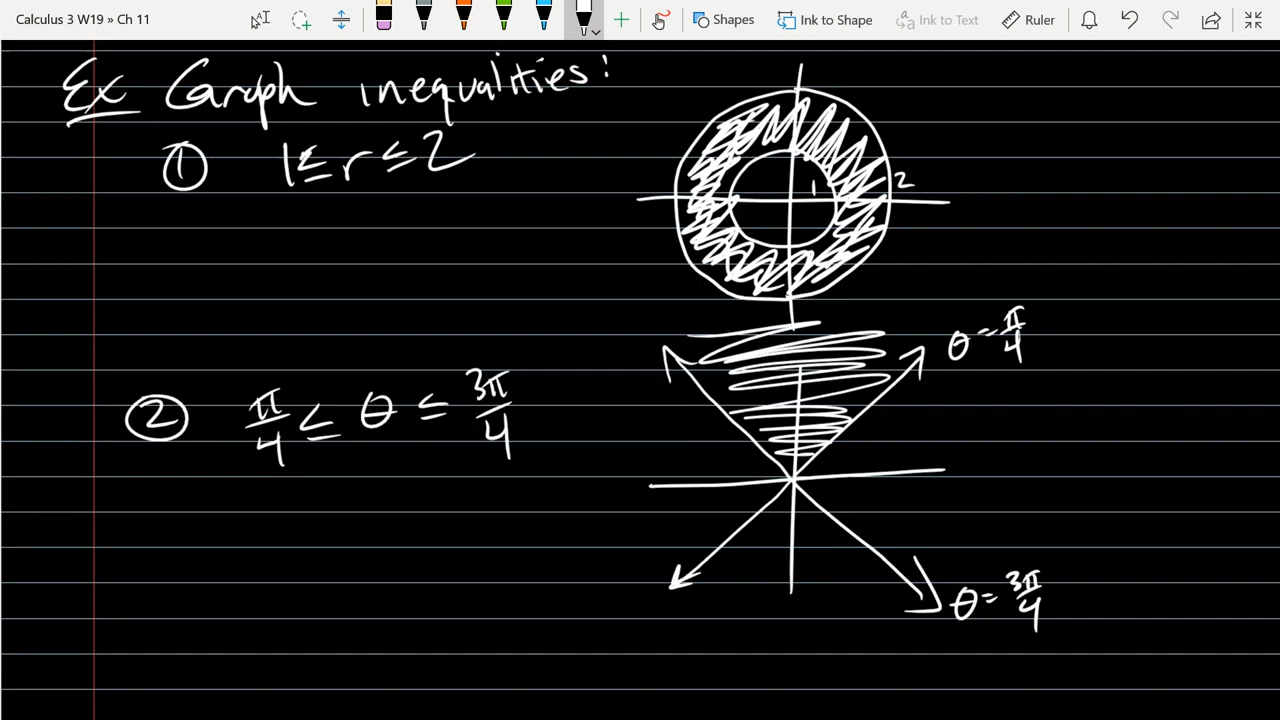 Calculus 3 W19 » Ch 11
Shapes
Ink to Shape
Ink to Text
Ruler
Ex Graph inequalities:
① 1 ≤ r ≤ 2
1
2
② π/4 ≤ θ ≤ 3π/4
θ = π/4
θ = 3π/4